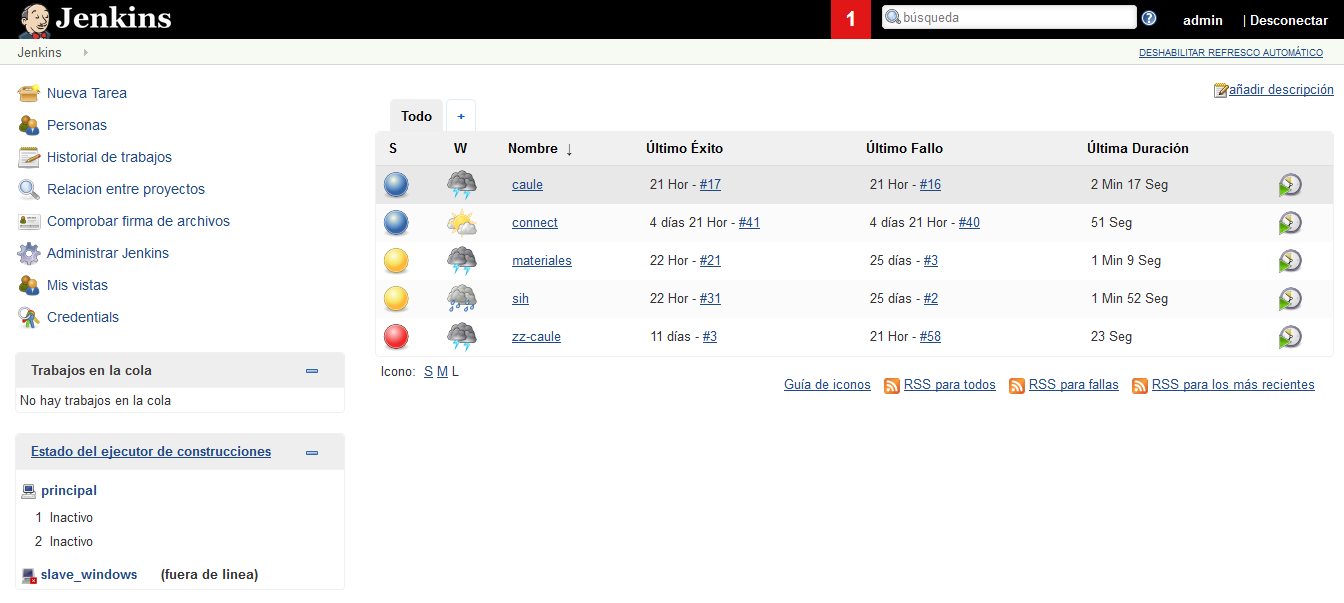 Jenkins
1
búsqueda
admin
| Desconectar
Jenkins
DESHABILITAR REFRESCO AUTOMÁTICO
Nueva Tarea
Personas
Historial de trabajos
Relacion entre proyectos
Comprobar firma de archivos
Administrar Jenkins
Mis vistas
Credentials
Trabajos en la cola
No hay trabajos en la cola
Estado del ejecutor de construcciones
principal
1 Inactivo
2 Inactivo
slave_windows (fuera de linea)
añadir descripción
Todo +
S W Nombre ↓ Último Éxito Último Fallo Última Duración
caule 21 Hor - #17 21 Hor - #16 2 Min 17 Seg
connect 4 días 21 Hor - #41 4 días 21 Hor - #40 51 Seg
materiales 22 Hor - #21 25 días - #3 1 Min 9 Seg
sih 22 Hor - #31 25 días - #2 1 Min 52 Seg
zz-caule 11 días - #3 21 Hor - #58 23 Seg
Icono: S M L
Guía de iconos RSS para todos RSS para fallas RSS para los más recientes